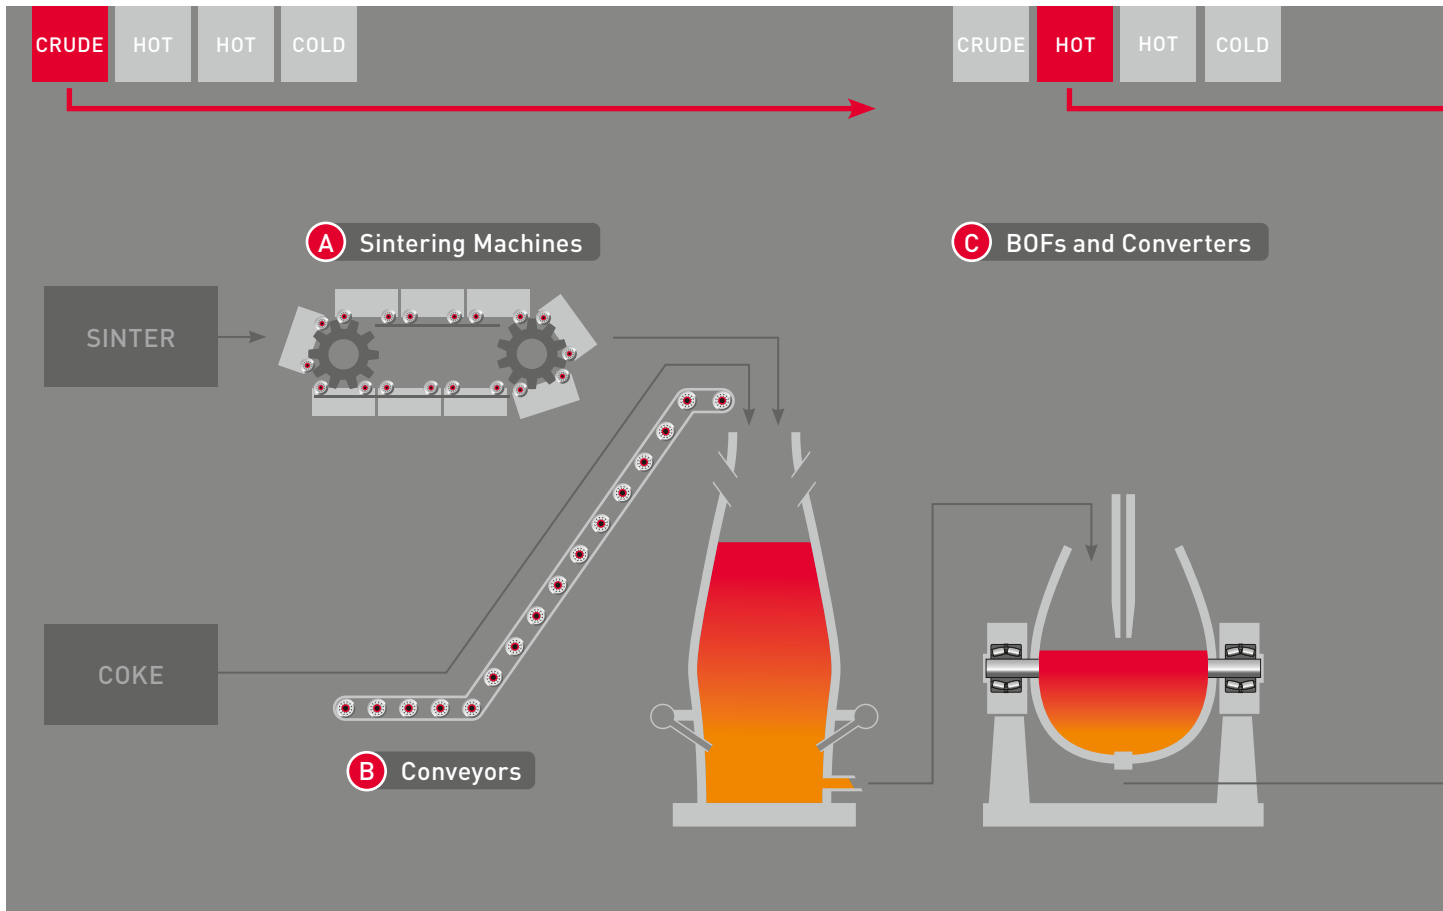 CRUDE
HOT
HOT
COLD
CRUDE
HOT
HOT
COLD
A Sintering Machines
C BOFs and Converters
SINTER
COKE
B Conveyors